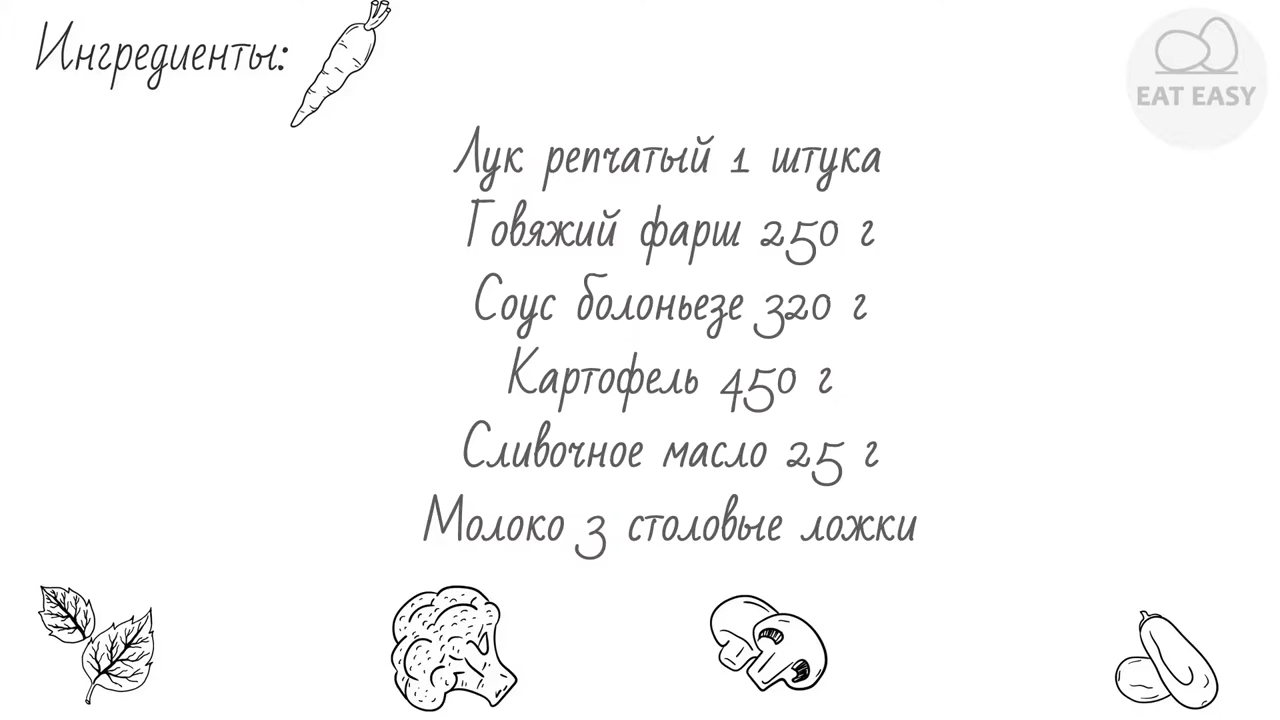 Ингредиенты:
EAT EASY
Лук репчатый 1 штука
Говяжий фарш 250 г
Соус болоньезе 320 г
Картофель 450 г
Сливочное масло 25 г
Молоко 3 столовые ложки